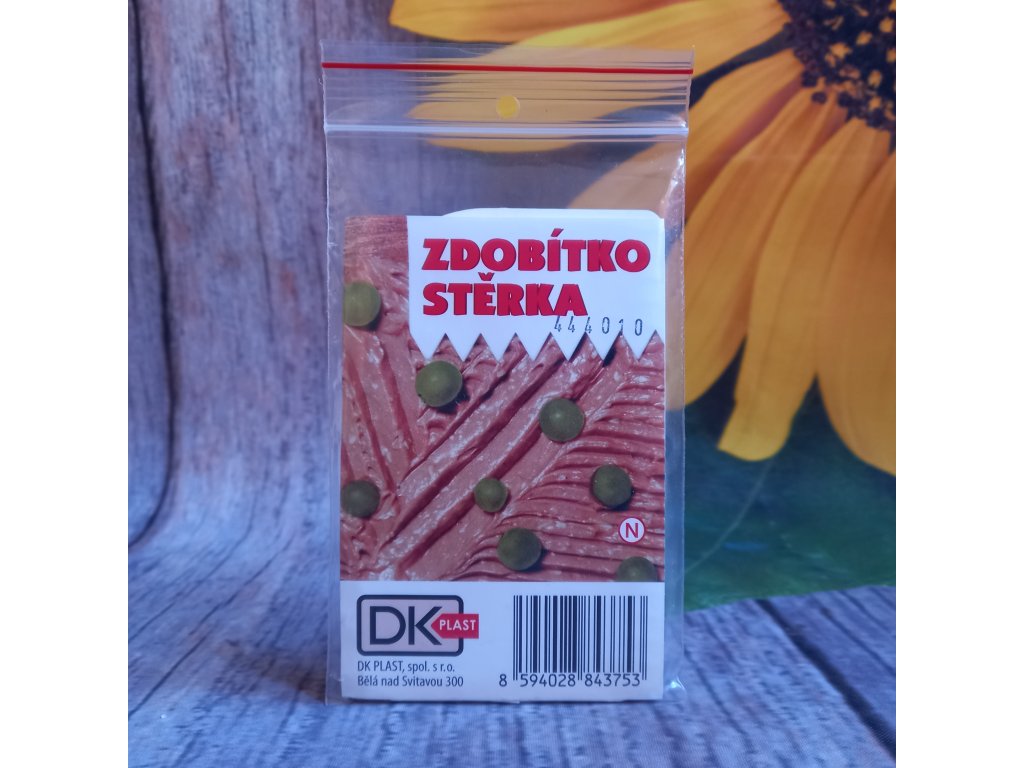 ZDOBÍTKO
STĚRKA
444010
N
DK PLAST
DK PLAST, spol. s r.o.
Bělá nad Svitavou 300
8 594028 843753